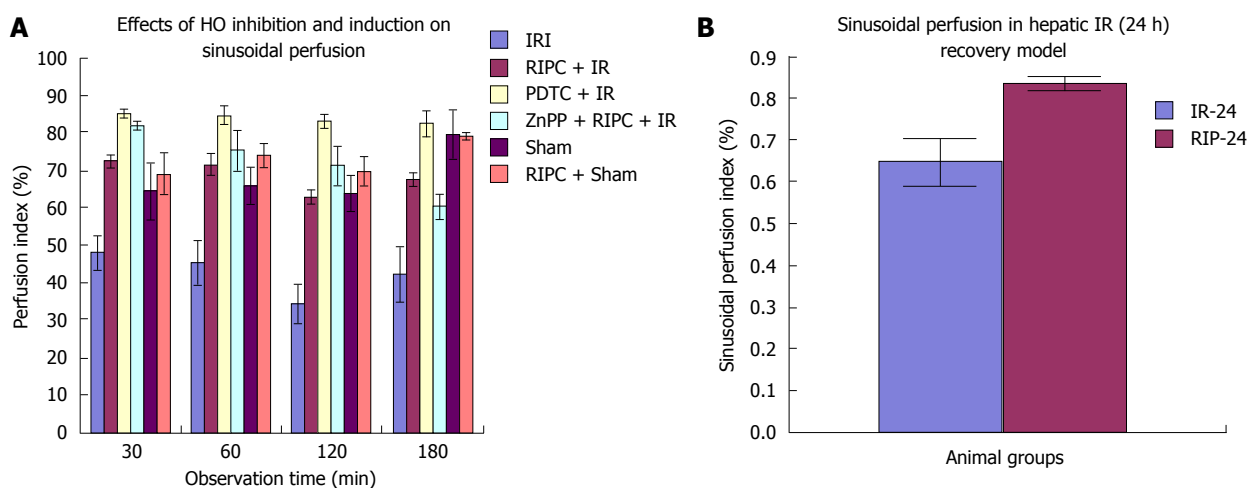 A
Effects of HO inhibition and induction on
sinusoidal perfusion
100
90
80
70
60
50
40
30
20
10
0
Perfusion index (%)
30 60 120 180
Observation time (min)
IRI
RIPC + IR
PDTC + IR
ZnPP + RIPC + IR
Sham
RIPC + Sham
B
Sinusoidal perfusion in hepatic IR (24 h)
recovery model
0.9
0.8
0.7
0.6
0.5
0.4
0.3
0.2
0.1
0.0
Sinusoidal perfusion index (%)
Animal groups
IR-24
RIP-24